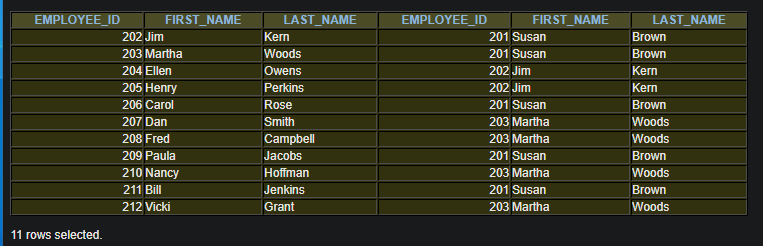 EMPLOYEE_ID FIRST_NAME LAST_NAME EMPLOYEE_ID FIRST_NAME LAST_NAME
202 Jim Kern 201 Susan Brown
203 Martha Woods 201 Susan Brown
204 Ellen Owens 202 Jim Kern
205 Henry Perkins 202 Jim Kern
206 Carol Rose 201 Susan Brown
207 Dan Smith 203 Martha Woods
208 Fred Campbell 203 Martha Woods
209 Paula Jacobs 201 Susan Brown
210 Nancy Hoffman 203 Martha Woods
211 Bill Jenkins 201 Susan Brown
212 Vicki Grant 203 Martha Woods
11 rows selected.